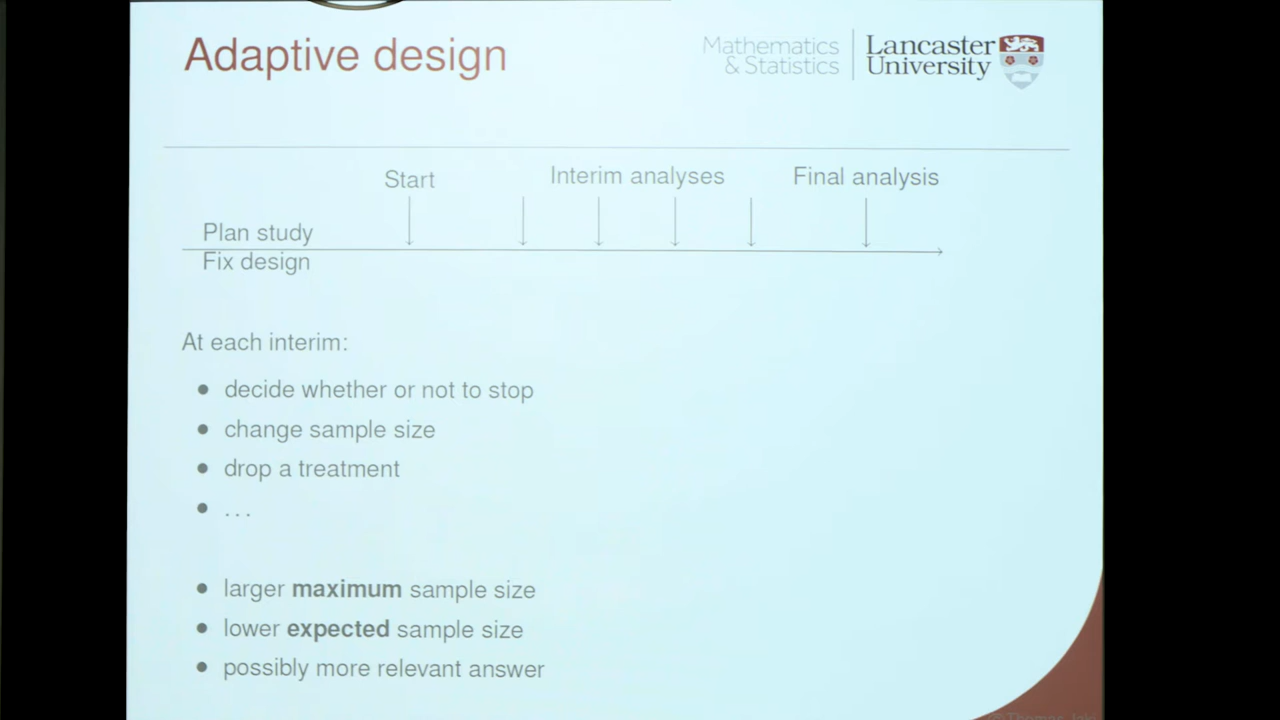 Adaptive design
Mathematics
& Statistics
Lancaster
University
Start
Interim analyses
Final analysis
Plan study
Fix design
At each interim:
• decide whether or not to stop
• change sample size
• drop a treatment
• . . .
• larger maximum sample size
• lower expected sample size
• possibly more relevant answer